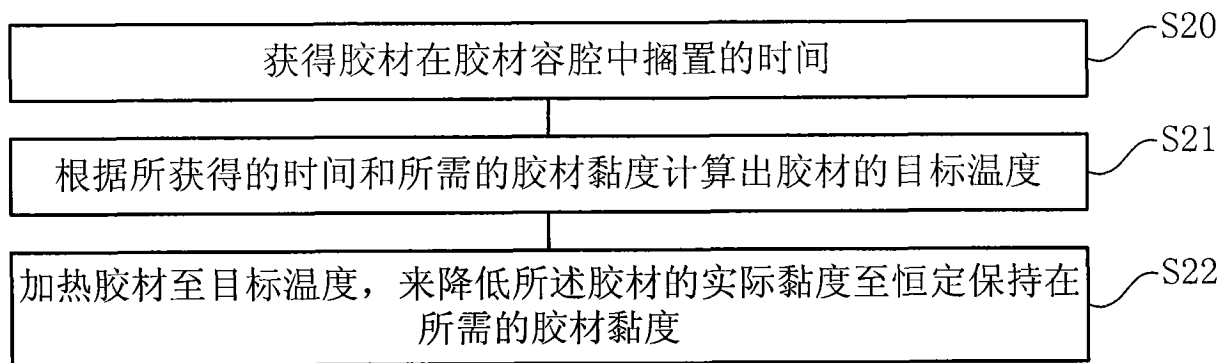 获得胶材在胶材容腔中搁置的时间
S20
根据所获得的时间和所需的胶材黏度计算出胶材的目标温度
S21
加热胶材至目标温度，来降低所述胶材的实际黏度至恒定保持在
所需的胶材黏度
S22